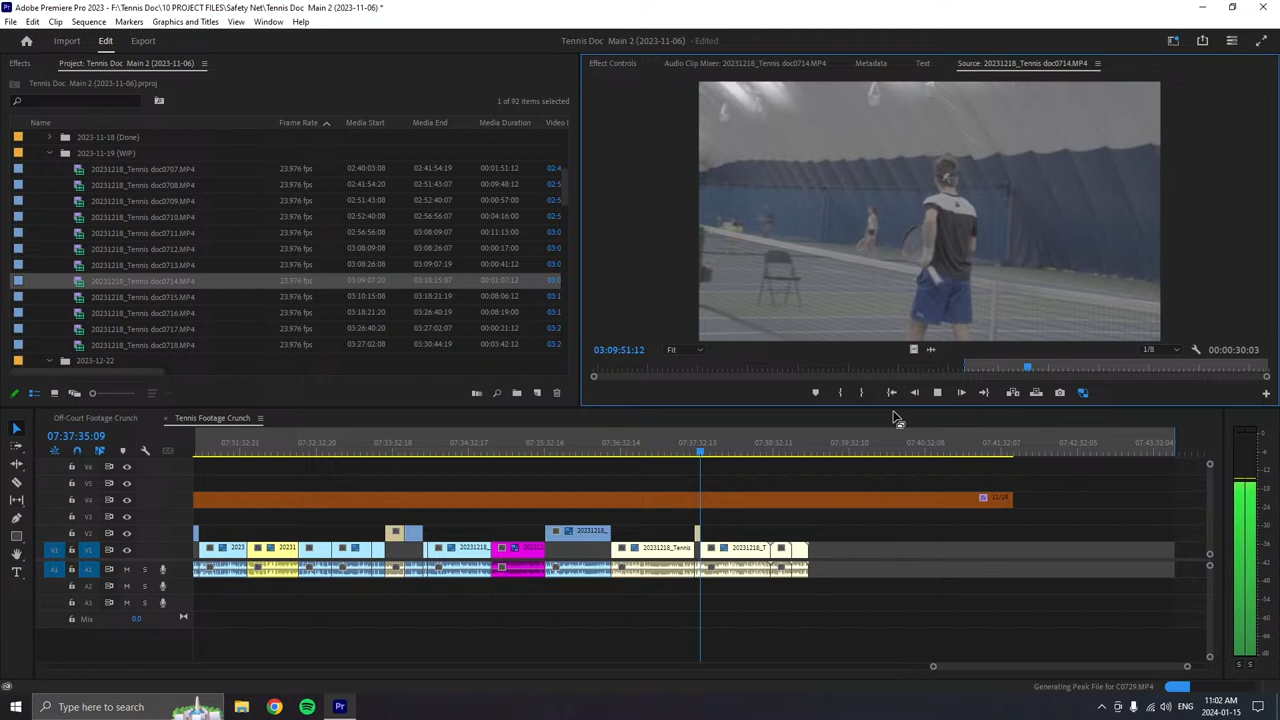 Adobe Premiere Pro 2023 - F:\Tennis Doc\10 PROJECT FILES\Safety Net\Tennis Doc Main 2 (2023-11-06) *
File Edit Clip Sequence Markers Graphics and Titles View Window Help
Import Edit Export Tennis Doc Main 2 (2023-11-06) - Edited
Effects Project: Tennis Doc Main 2 (2023-11-06)
Effect Controls Audio Clip Mixer: 20231218_Tennis doc0714.MP4 Metadata Text Source: 20231218_Tennis doc0714.MP4
Tennis Doc Main 2 (2023-11-06).prproj
1 of 92 items selected
Name Frame Rate Media Start Media End Media Duration Video I
2023-11-18 (Done)
2023-11-19 (WIP)
20231218_Tennis doc0707.MP4 23.976 fps 02:40:03:08 02:41:54:19 00:01:51:12 02:4
20231218_Tennis doc0708.MP4 23.976 fps 02:41:54:20 02:51:43:07 00:09:48:12 02:5
20231218_Tennis doc0709.MP4 23.976 fps 02:51:43:08 02:52:40:07 00:00:57:00 02:5
20231218_Tennis doc0710.MP4 23.976 fps 02:52:40:08 02:56:56:07 00:04:16:00 02:5
20231218_Tennis doc0711.MP4 23.976 fps 02:56:56:08 03:08:09:07 00:11:13:00 02:5
20231218_Tennis doc0712.MP4 23.976 fps 03:08:09:08 03:08:26:07 00:00:17:00 03:0
20231218_Tennis doc0713.MP4 23.976 fps 03:08:26:08 03:09:07:19 00:00:41:12 03:0
20231218_Tennis doc0714.MP4 23.976 fps 03:09:07:20 03:10:15:07 00:01:07:12 03:0
20231218_Tennis doc0715.MP4 23.976 fps 03:10:15:08 03:18:21:19 00:08:06:12 03:1
20231218_Tennis doc0716.MP4 23.976 fps 03:18:21:20 03:26:40:19 00:08:19:00 03:1
20231218_Tennis doc0717.MP4 23.976 fps 03:26:40:20 03:27:02:07 00:00:21:12 03:2
20231218_Tennis doc0718.MP4 23.976 fps 03:27:02:08 03:30:44:19 00:03:42:12 03:2
2023-12-22
03:09:51:12 Fit 1/8 00:00:30:03
Off-Court Footage Crunch × Tennis Footage Crunch
07:37:35:09
07:31:32:21 07:32:32:20 07:33:32:18 07:34:32:17 07:35:32:16 07:36:32:14 07:37:32:13 07:38:32:11 07:39:32:10 07:40:32:08 07:41:32:07 07:42:32:05 07:43:32:04
V6
V5
V4 11/19
V3
V2 20231218_
V1 V1 2023 20231 20231218_ 20231218_Tennis 20231218_T
A1 A1 M S
A2 M S
A3 M S
Mix 0.0
0
-6
-12
-18
-24
-30
-36
-42
-48
-54
dB
S S
Generating Peak File for C0729.MP4
Type here to search
ENG
11:02 AM
2024-01-15